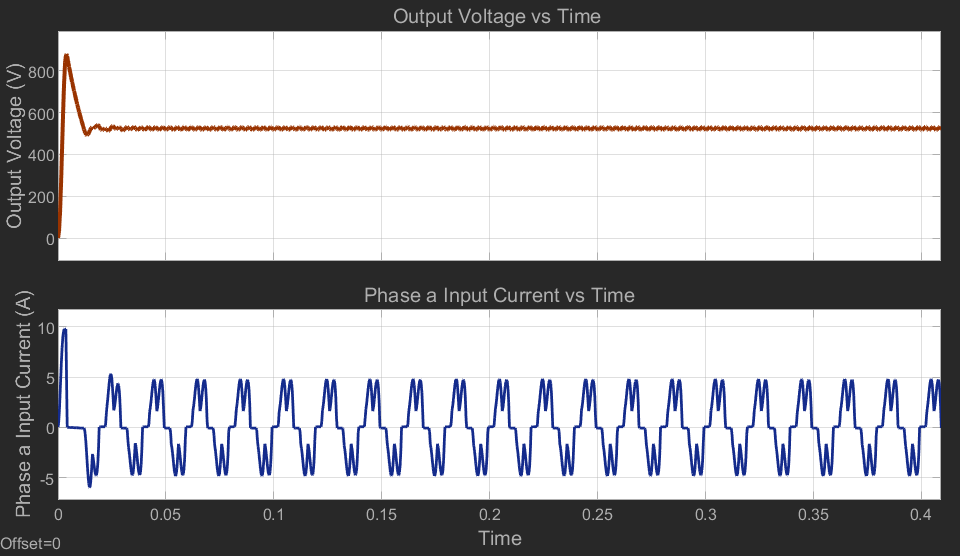 Output Voltage vs Time
Output Voltage (V)
800
600
400
200
0
Phase a Input Current vs Time
Phase a Input Current (A)
10
5
0
-5
0 0.05 0.1 0.15 0.2 0.25 0.3 0.35 0.4
Time
Offset=0